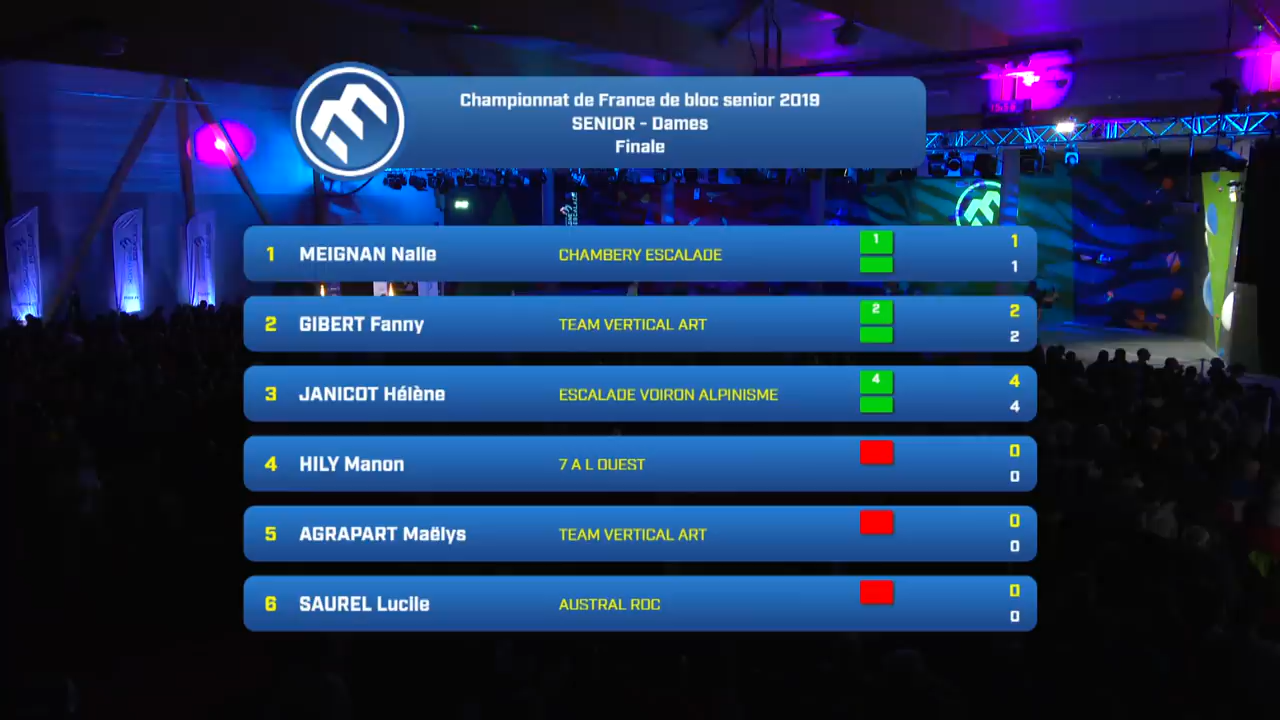 Championnat de France de bloc senior 2019
SENIOR - Dames
Finale
1 MEIGNAN Naïle CHAMBERY ESCALADE 1 1
1
2 GIBERT Fanny TEAM VERTICAL ART 2 2
2
3 JANICOT Hélène ESCALADE VOIRON ALPINISME 4 4
4
4 HILY Manon 7 A L OUEST 0
0
5 AGRAPART Maëlys TEAM VERTICAL ART 0
0
6 SAUREL Lucile AUSTRAL ROC 0
0